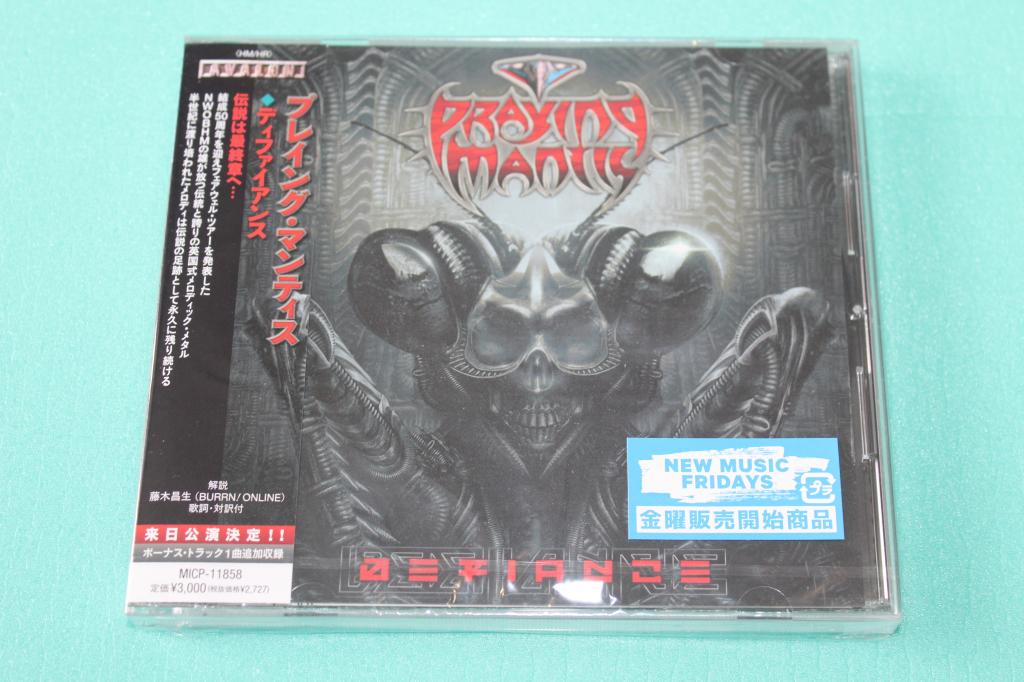 《HM/HR》
AVALON
プレイング・マンティス
◆ディファイアンス
伝説は最終章へ…
結成50周年を迎えフェアウェル・ツアーを発表した
NWOBHMの雄が放つ伝統と誇りの英国式メロディック・メタル
半世紀に渡り培われたメロディは伝説の足跡として永久に残り続ける
解説
藤木昌生(BURRN! ONLINE)
歌詞・対訳付
来日公演決定!!
ボーナス・トラック1曲追加収録
MICP-11858
定価¥3,000(税抜価格¥2,727)
PRAYING
MANTIS
NEW MUSIC
FRIDAYS
プラ
金曜販売開始商品
DEFIANCE